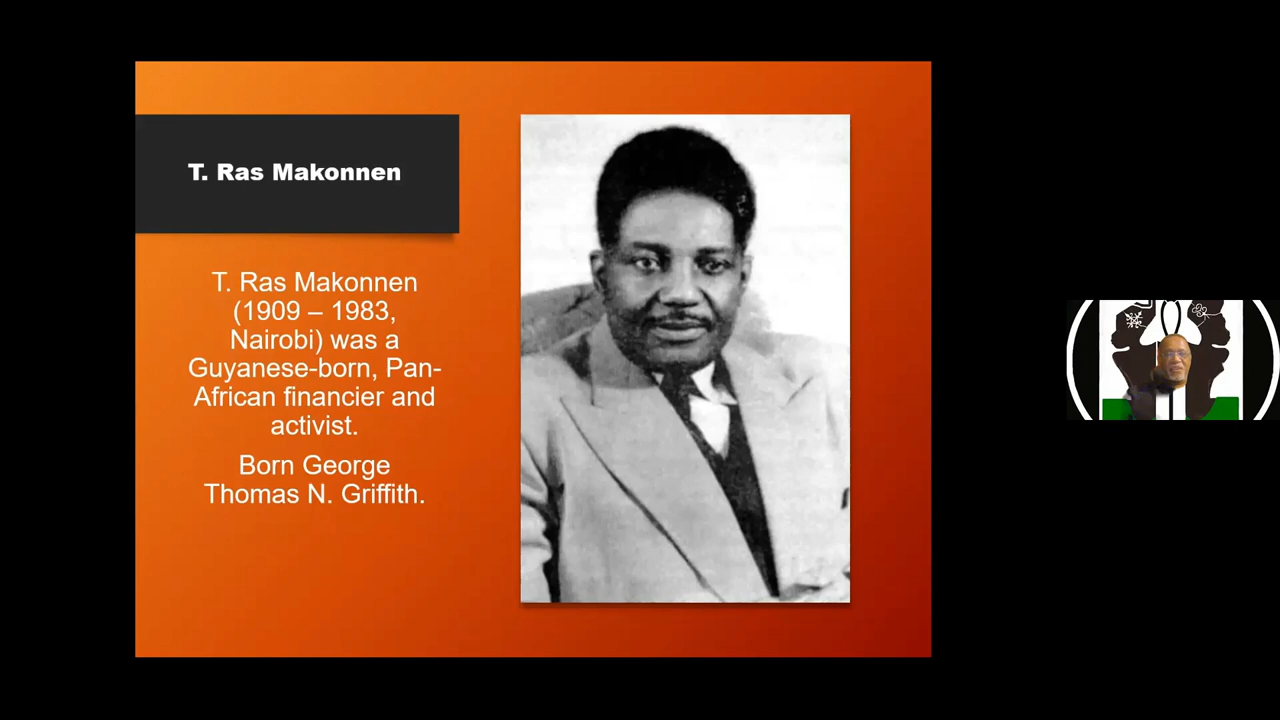 T. Ras Makonnen
T. Ras Makonnen
(1909 – 1983,
Nairobi) was a
Guyanese-born, Pan-
African financier and
activist.
Born George
Thomas N. Griffith.